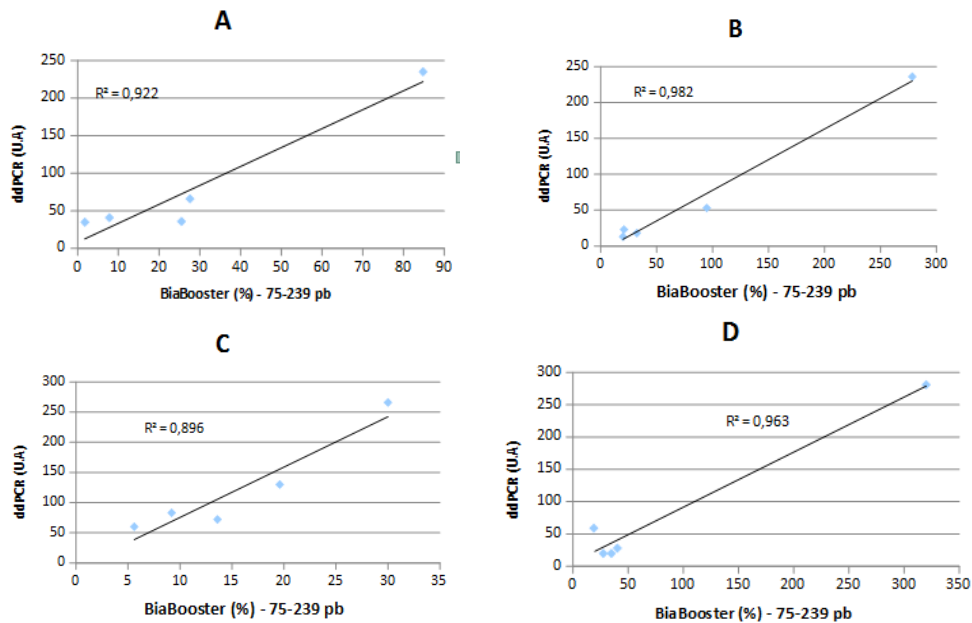 A
ddPCR (U.A)
250
200
150
100
50
0
R² = 0,922
0 10 20 30 40 50 60 70 80 90
BiaBooster (%) - 75-239 pb
B
ddPCR (U.A)
250
200
150
100
50
0
R² = 0,982
0 50 100 150 200 250 300
BiaBooster (%) - 75-239 pb
C
ddPCR (U.A)
300
250
200
150
100
50
0
R² = 0,896
0 5 10 15 20 25 30 35
BiaBooster (%) - 75-239 pb
D
ddPCR (U.A)
300
250
200
150
100
50
0
R² = 0,963
0 50 100 150 200 250 300 350
BiaBooster (%) - 75-239 pb